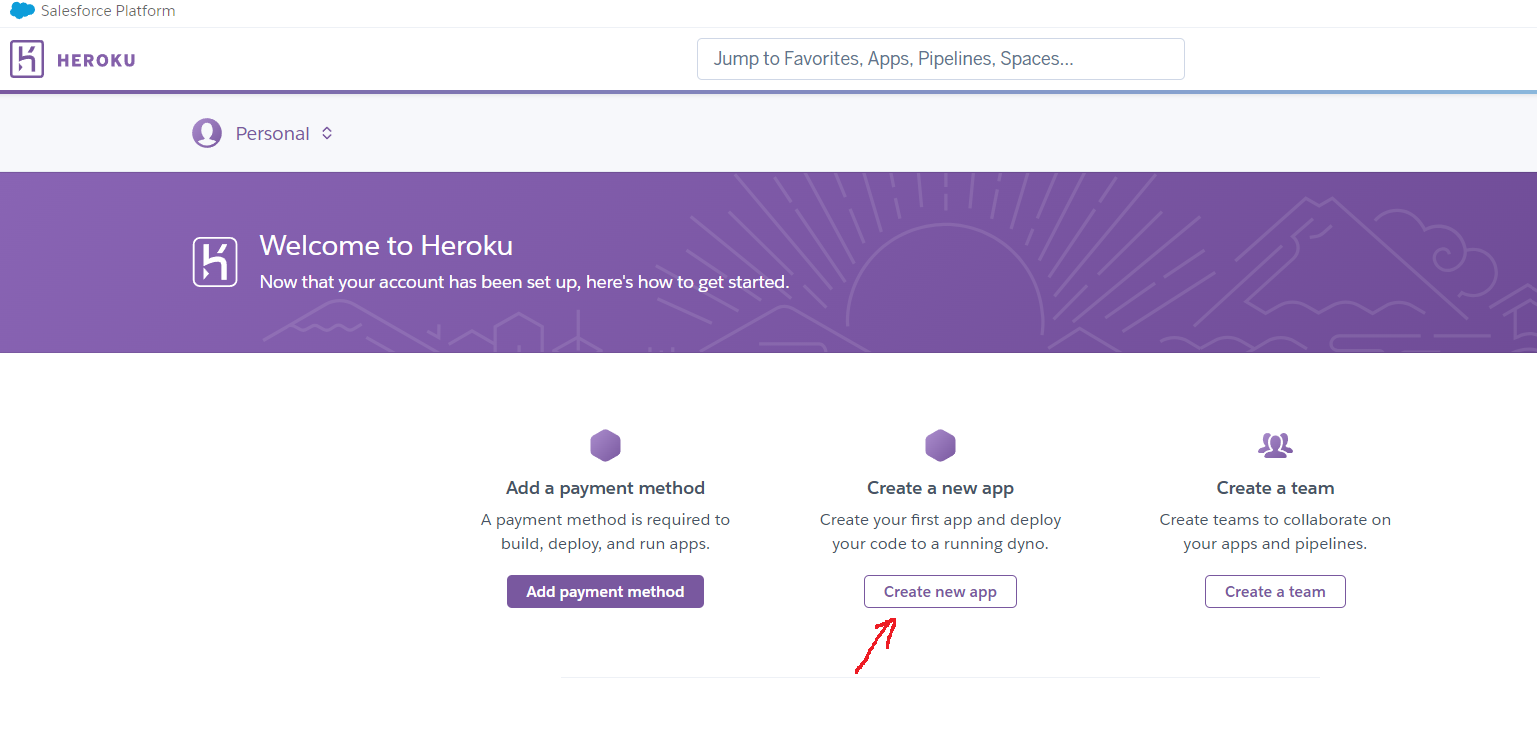 Salesforce Platform
HEROKU
Jump to Favorites, Apps, Pipelines, Spaces...
Personal
Welcome to Heroku
Now that your account has been set up, here's how to get started.
Add a payment method
A payment method is required to
build, deploy, and run apps.
Add payment method
Create a new app
Create your first app and deploy
your code to a running dyno.
Create new app
Create a team
Create teams to collaborate on
your apps and pipelines.
Create a team